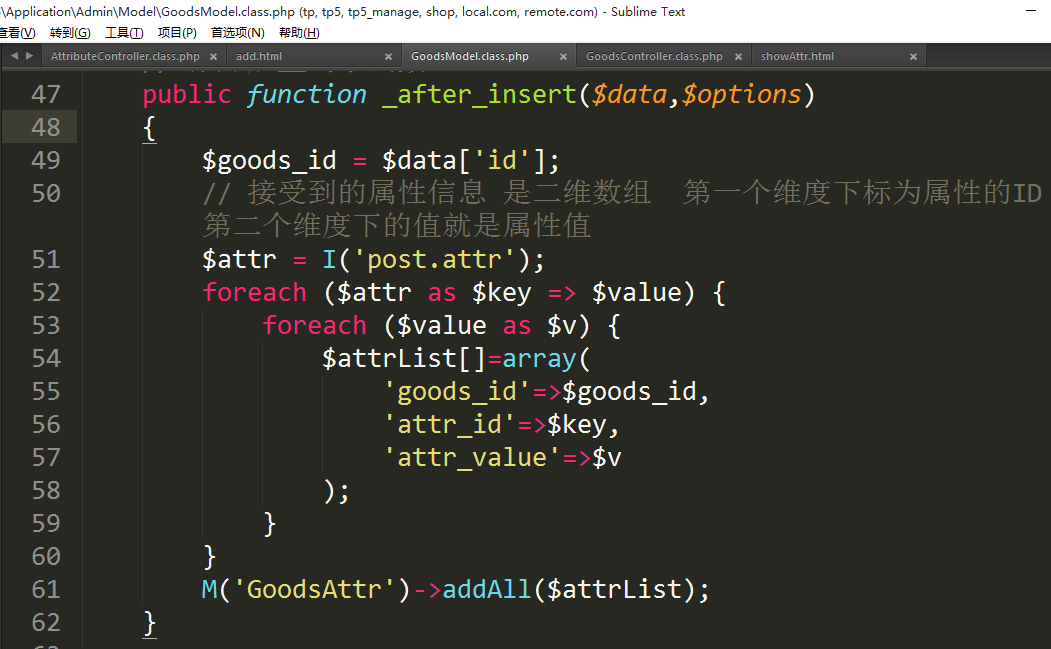 \Application\Admin\Model\GoodsModel.class.php (tp, tp5, tp5_manage, shop, local.com, remote.com) - Sublime Text
查看(V) 转到(G) 工具(T) 项目(P) 首选项(N) 帮助(H)
AttributeController.class.php × add.html × GoodsModel.class.php × GoodsController.class.php × showAttr.html ×
47 public function _after_insert($data,$options)
48 {
49 $goods_id = $data['id'];
50 // 接受到的属性信息 是二维数组 第一个维度下标为属性的ID
第二个维度下的值就是属性值
51 $attr = I('post.attr');
52 foreach ($attr as $key => $value) {
53 foreach ($value as $v) {
54 $attrList[]=array(
55 'goods_id'=>$goods_id,
56 'attr_id'=>$key,
57 'attr_value'=>$v
58 );
59 }
60 }
61 M('GoodsAttr')->addAll($attrList);
62 }